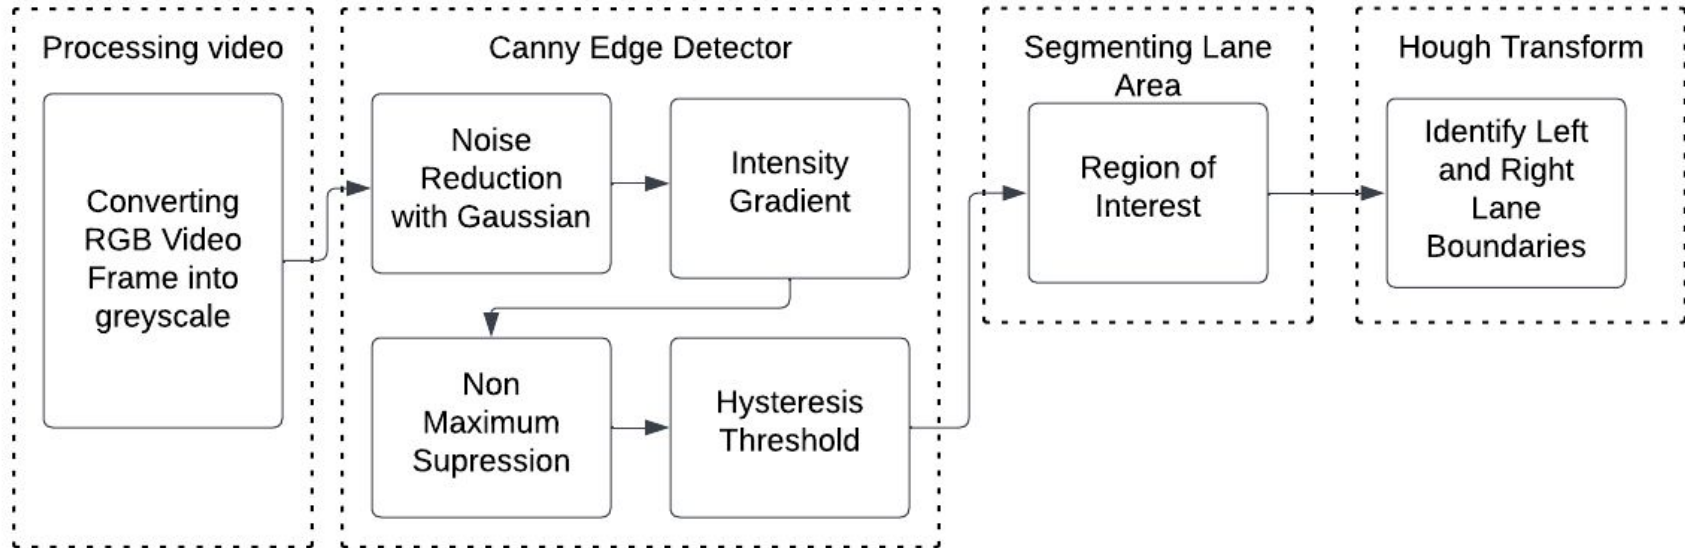 Processing video
Converting
RGB Video
Frame into
greyscale
Canny Edge Detector
Noise
Reduction
with Gaussian
Intensity
Gradient
Non
Maximum
Supression
Hysteresis
Threshold
Segmenting Lane
Area
Region of
Interest
Hough Transform
Identify Left
and Right
Lane
Boundaries